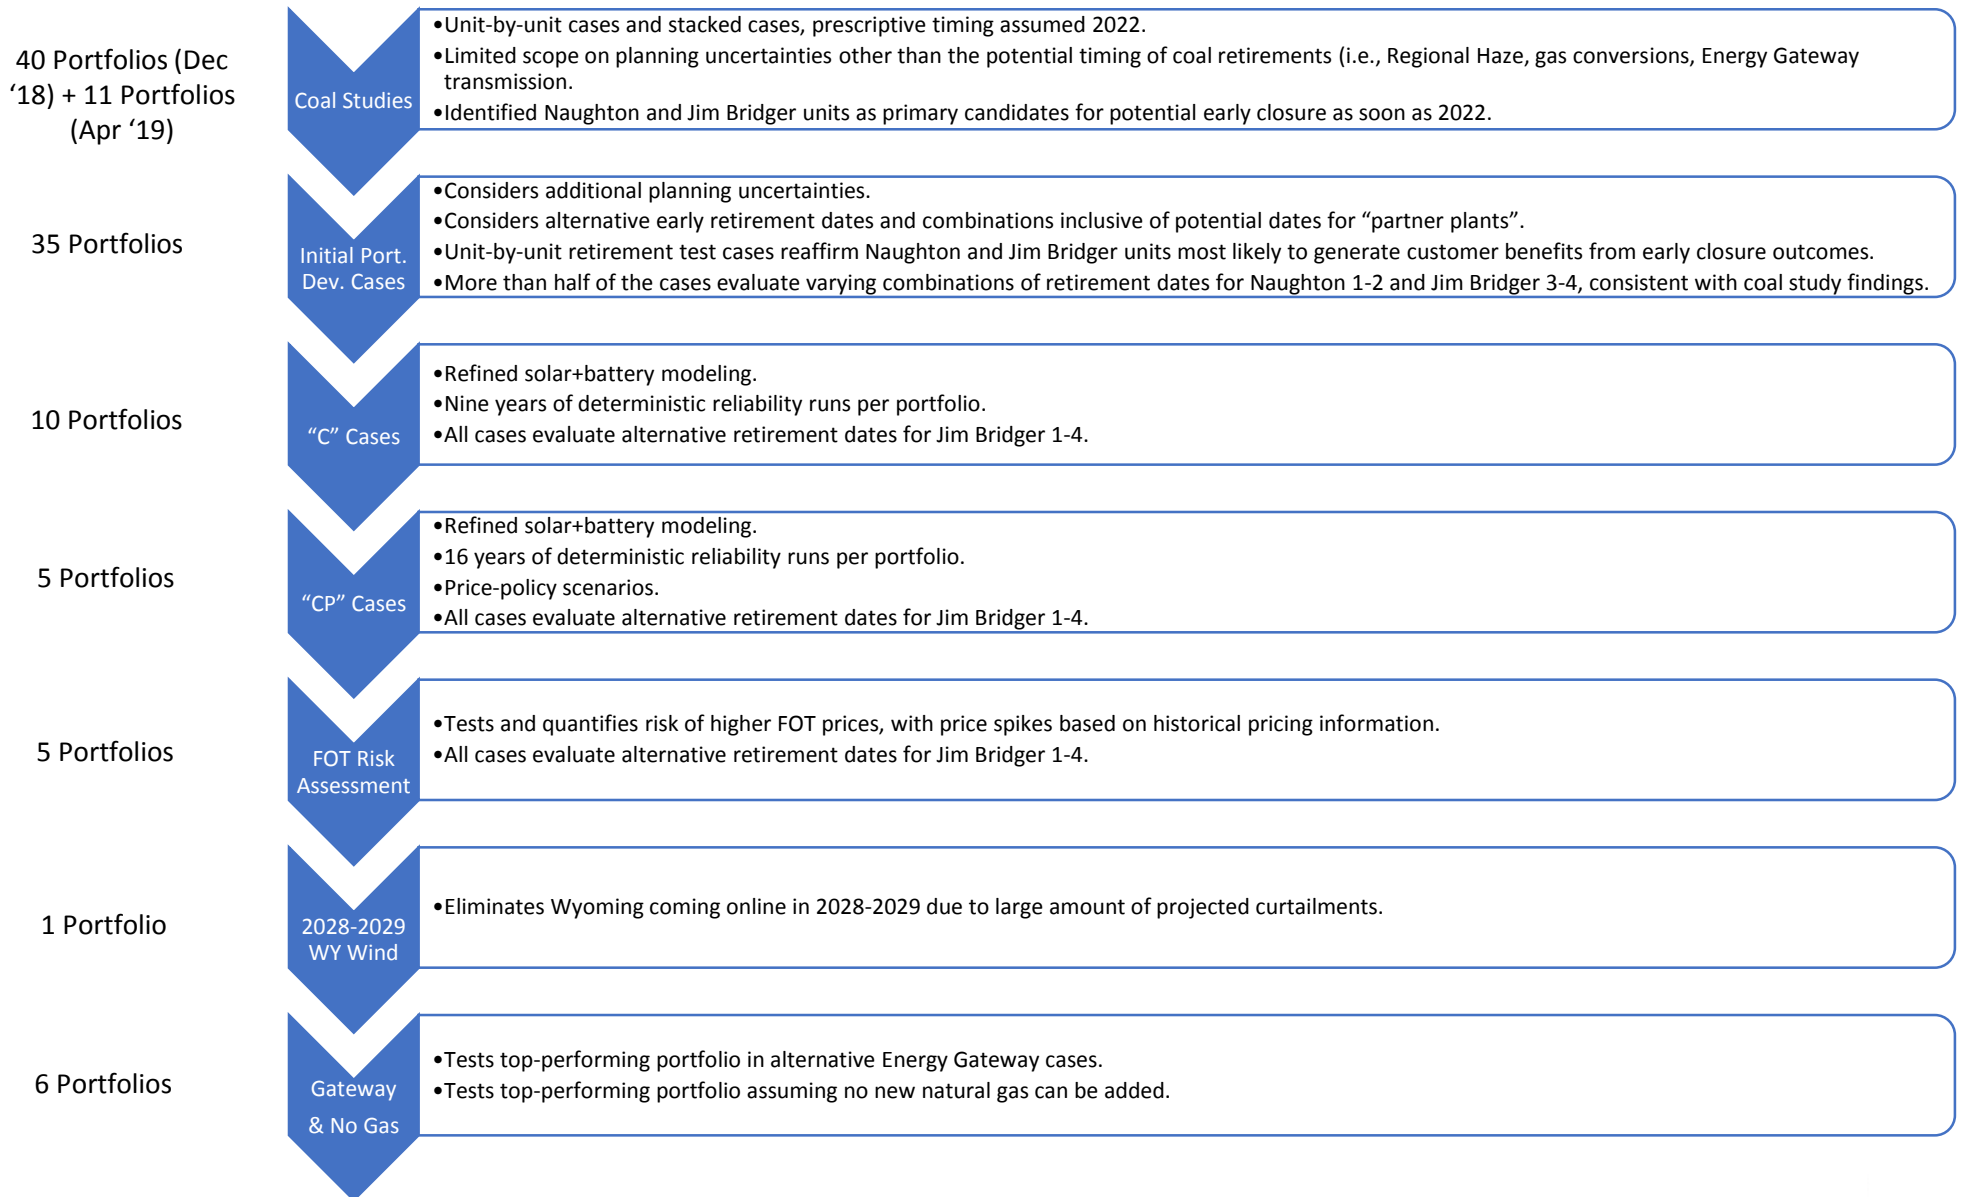 40 Portfolios (Dec
‘18) + 11 Portfolios
(Apr ‘19)
Coal Studies
•Unit-by-unit cases and stacked cases, prescriptive timing assumed 2022.
•Limited scope on planning uncertainties other than the potential timing of coal retirements (i.e., Regional Haze, gas conversions, Energy Gateway
transmission.
•Identified Naughton and Jim Bridger units as primary candidates for potential early closure as soon as 2022.
35 Portfolios
Initial Port.
Dev. Cases
•Considers additional planning uncertainties.
•Considers alternative early retirement dates and combinations inclusive of potential dates for “partner plants”.
•Unit-by-unit retirement test cases reaffirm Naughton and Jim Bridger units most likely to generate customer benefits from early closure outcomes.
•More than half of the cases evaluate varying combinations of retirement dates for Naughton 1-2 and Jim Bridger 3-4, consistent with coal study findings.
10 Portfolios
“C” Cases
•Refined solar+battery modeling.
•Nine years of deterministic reliability runs per portfolio.
•All cases evaluate alternative retirement dates for Jim Bridger 1-4.
5 Portfolios
“CP” Cases
•Refined solar+battery modeling.
•16 years of deterministic reliability runs per portfolio.
•Price-policy scenarios.
•All cases evaluate alternative retirement dates for Jim Bridger 1-4.
5 Portfolios
FOT Risk
Assessment
•Tests and quantifies risk of higher FOT prices, with price spikes based on historical pricing information.
•All cases evaluate alternative retirement dates for Jim Bridger 1-4.
1 Portfolio
2028-2029
WY Wind
•Eliminates Wyoming coming online in 2028-2029 due to large amount of projected curtailments.
6 Portfolios
Gateway
& No Gas
•Tests top-performing portfolio in alternative Energy Gateway cases.
•Tests top-performing portfolio assuming no new natural gas can be added.